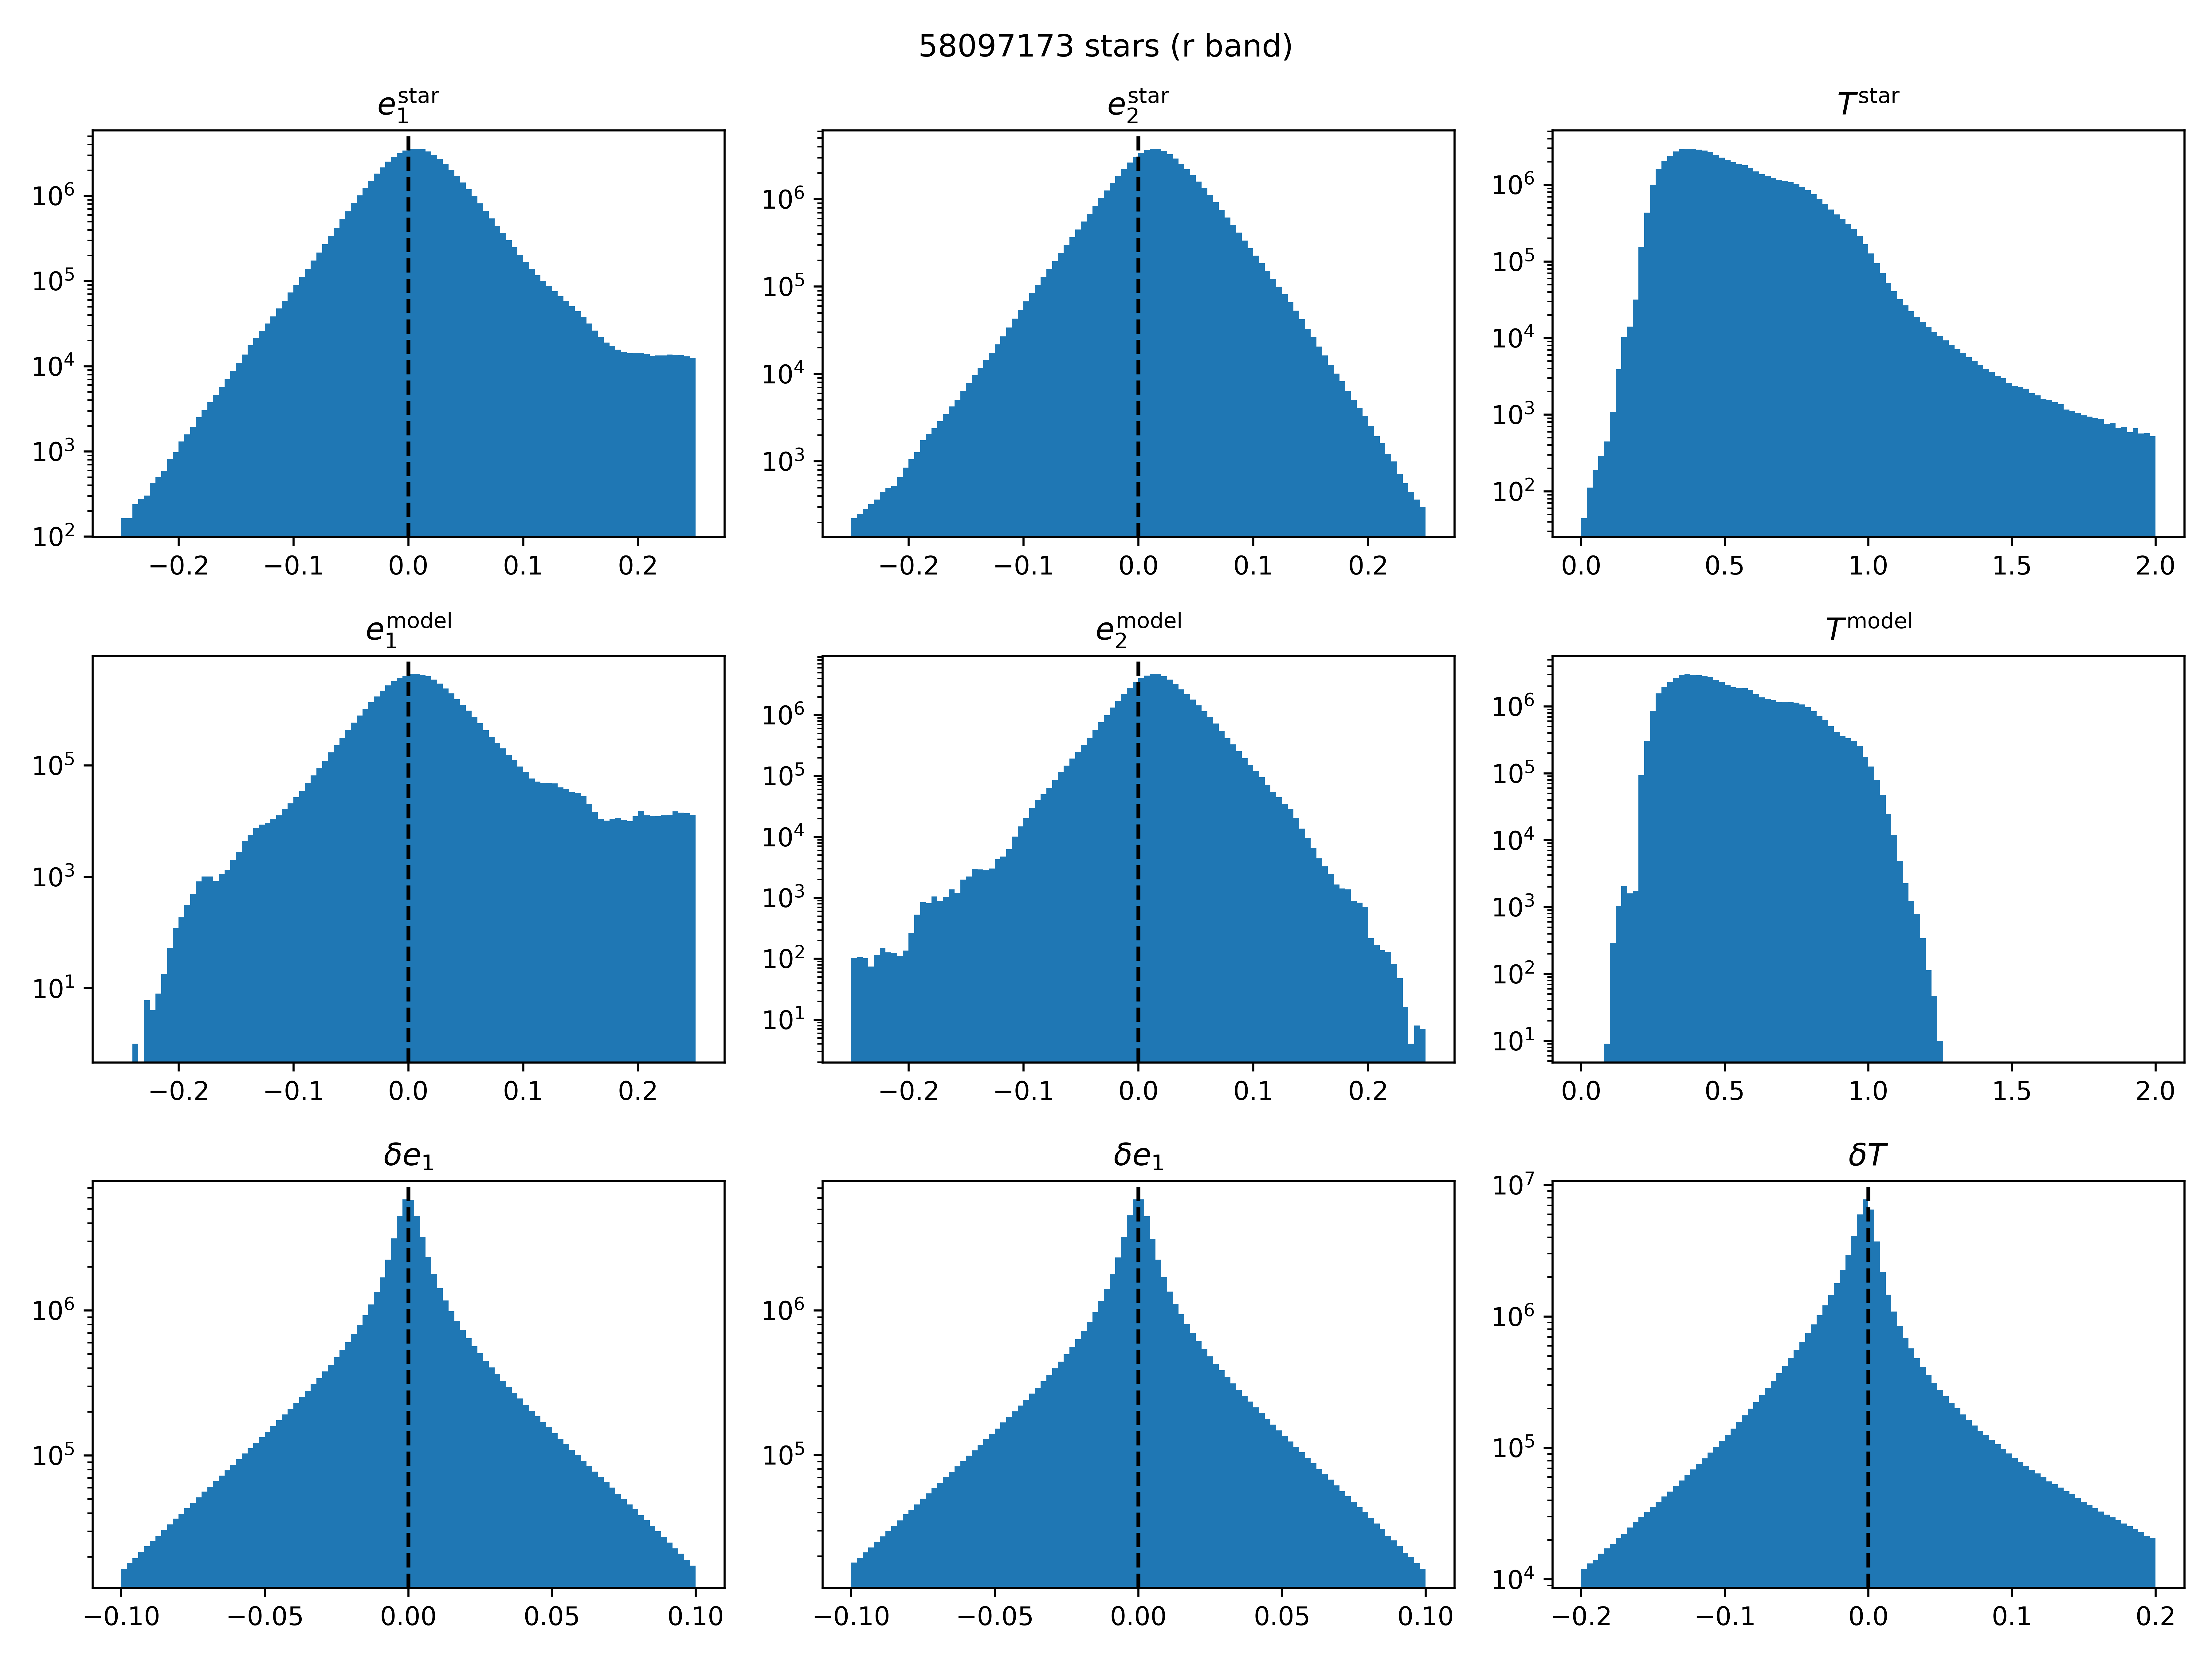 58097173 stars (r band)
e₁^star e₂^star T^star
10⁶ 10⁵ 10⁴ 10³ 10²
−0.2 −0.1 0.0 0.1 0.2
10⁶ 10⁵ 10⁴ 10³
−0.2 −0.1 0.0 0.1 0.2
10⁶ 10⁵ 10⁴ 10³ 10²
0.0 0.5 1.0 1.5 2.0
e₁^model e₂^model T^model
10⁵ 10³ 10¹
−0.2 −0.1 0.0 0.1 0.2
10⁶ 10⁵ 10⁴ 10³ 10² 10¹
−0.2 −0.1 0.0 0.1 0.2
10⁶ 10⁵ 10⁴ 10³ 10² 10¹
0.0 0.5 1.0 1.5 2.0
δe₁ δe₁ δT
10⁶ 10⁵
−0.10 −0.05 0.00 0.05 0.10
10⁶ 10⁵
−0.10 −0.05 0.00 0.05 0.10
10⁷ 10⁶ 10⁵ 10⁴
−0.2 −0.1 0.0 0.1 0.2